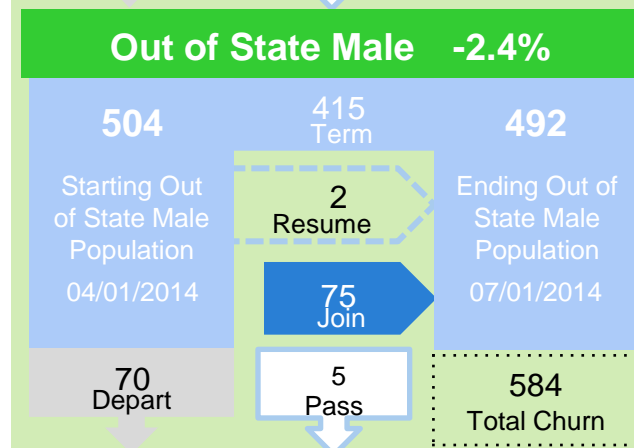 Out of State Male -2.4%
504
Starting Out
of State Male
Population
04/01/2014
415
Term
2
Resume
75
Join
492
Ending Out of
State Male
Population
07/01/2014
70
Depart
5
Pass
584
Total Churn